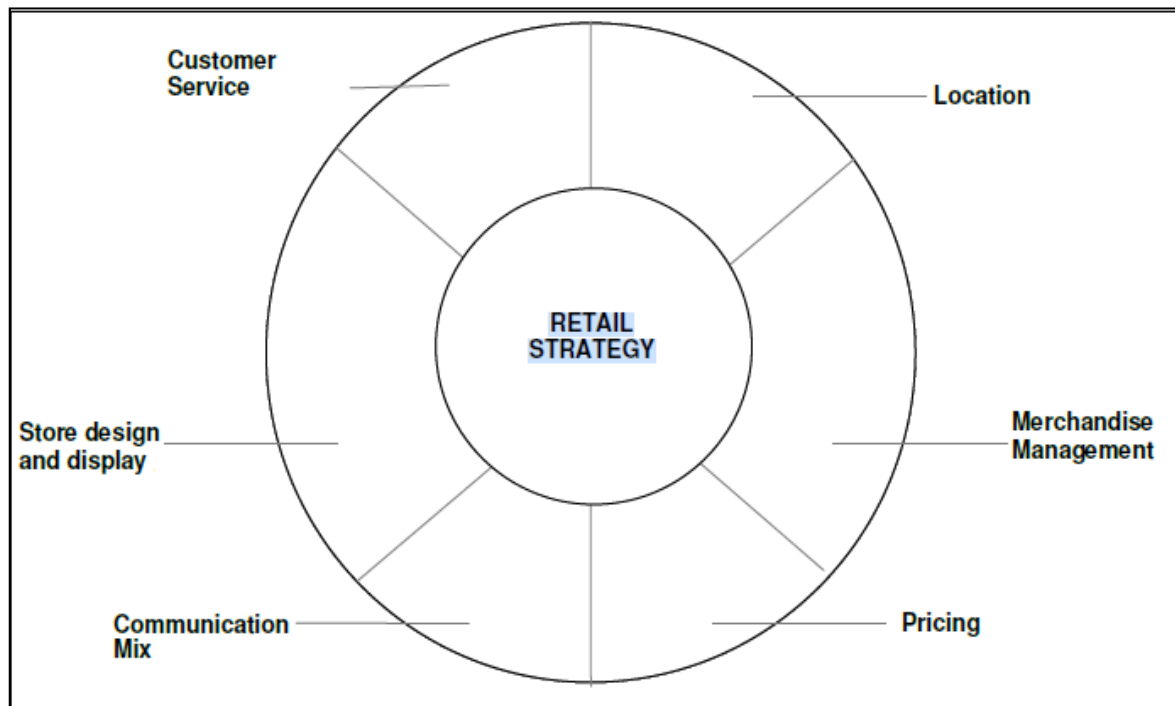 Customer
Service
Location
RETAIL
STRATEGY
Store design
and display
Merchandise
Management
Communication
Mix
Pricing